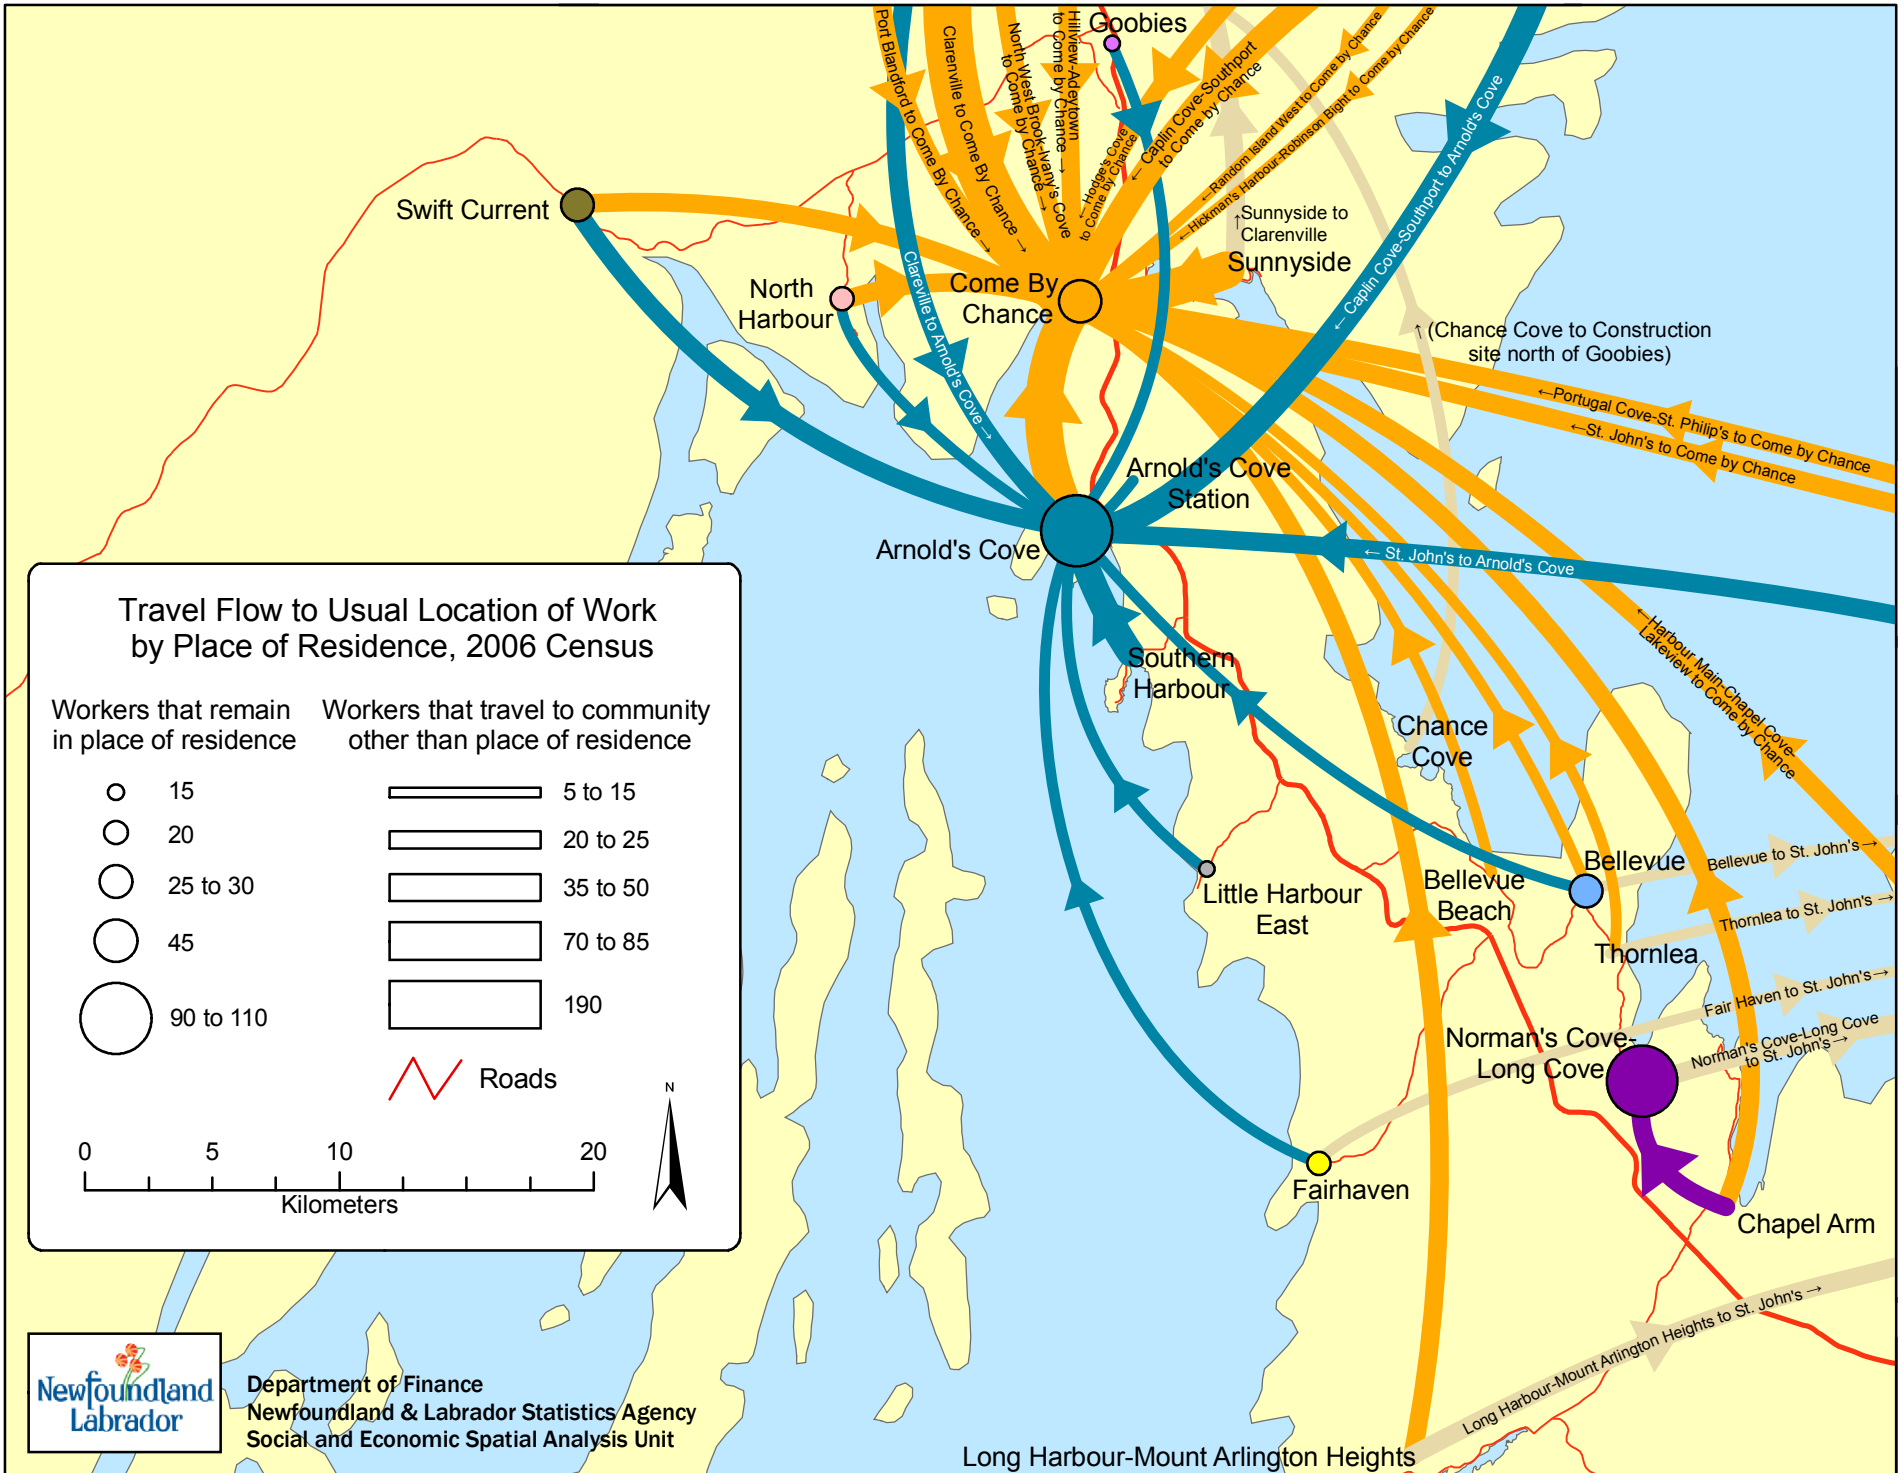 Goobies
Port Blandford to Come By Chance →
Clarenville to Come By Chance →
North West Brook-Ivany's Cove
to Come by Chance →
Hillview-Adeytown
to Come by Chance →
←Hodge's Cove
to Come by Chance
← Caplin Cove-Southport
to Come by Chance
←Random Island West to Come by Chance
←Hickman's Harbour-Robinson Bight to Come by Chance
← Caplin Cove-Southport to Arnold's Cove
Swift Current
↑Sunnyside to
Clarenville
Sunnyside
North
Harbour
Come By
Chance
Clareville to Arnold's Cove →
↑ (Chance Cove to Construction
site north of Goobies)
←Portugal Cove-St. Philip's to Come by Chance
←St. John's to Come by Chance
Arnold's Cove
Station
Arnold's Cove
← St. John's to Arnold's Cove
Southern
Harbour
←Harbour Main-Chapel Cove-
Lakeview to Come by Chance
Chance
Cove
Bellevue
Bellevue to St. John's→
Bellevue
Beach
Little Harbour
East
Thornlea to St. John's →
Thornlea
Fair Haven to St. John's→
Norman's Cove-
Long Cove
Norman's Cove-Long Cove
to St. John's→
Fairhaven
Chapel Arm
Long Harbour-Mount Arlington Heights to St. John's →
Long Harbour-Mount Arlington Heights
Travel Flow to Usual Location of Work
by Place of Residence, 2006 Census
Workers that remain
in place of residence
15
20
25 to 30
45
90 to 110
Workers that travel to community
other than place of residence
5 to 15
20 to 25
35 to 50
70 to 85
190
Roads
N
0 5 10 20
Kilometers
Newfoundland
Labrador
Department of Finance
Newfoundland & Labrador Statistics Agency
Social and Economic Spatial Analysis Unit